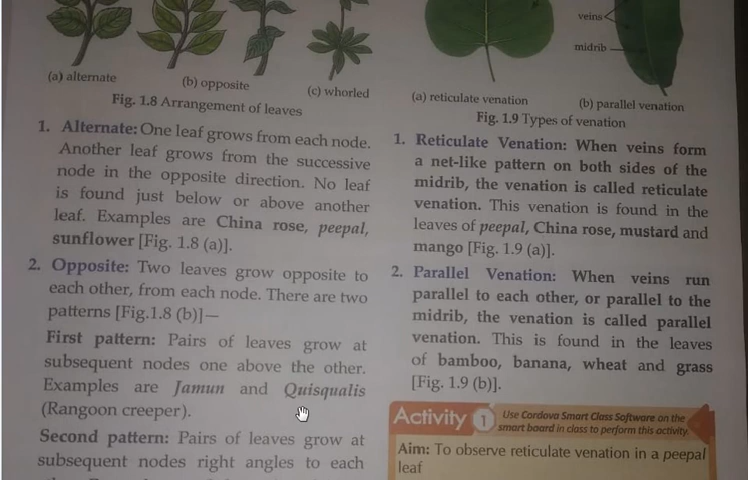 (a) alternate
(b) opposite
(c) whorled
Fig. 1.8 Arrangement of leaves
1. Alternate: One leaf grows from each node.
Another leaf grows from the successive
node in the opposite direction. No leaf
is found just below or above another
leaf. Examples are China rose, peepal,
sunflower [Fig. 1.8 (a)].
2. Opposite: Two leaves grow opposite to
each other, from each node. There are two
patterns [Fig.1.8 (b)]—
First pattern: Pairs of leaves grow at
subsequent nodes one above the other.
Examples are Jamun and Quisqualis
(Rangoon creeper).
Second pattern: Pairs of leaves grow at
subsequent nodes right angles to each
veins
midrib
(a) reticulate venation
(b) parallel venation
Fig. 1.9 Types of venation
1. Reticulate Venation: When veins form
a net-like pattern on both sides of the
midrib, the venation is called reticulate
venation. This venation is found in the
leaves of peepal, China rose, mustard and
mango [Fig. 1.9 (a)].
2. Parallel Venation: When veins run
parallel to each other, or parallel to the
midrib, the venation is called parallel
venation. This is found in the leaves
of bamboo, banana, wheat and grass
[Fig. 1.9 (b)].
Activity 1
Use Cordova Smart Class Software on the
smart board in class to perform this activity.
Aim: To observe reticulate venation in a peepal
leaf